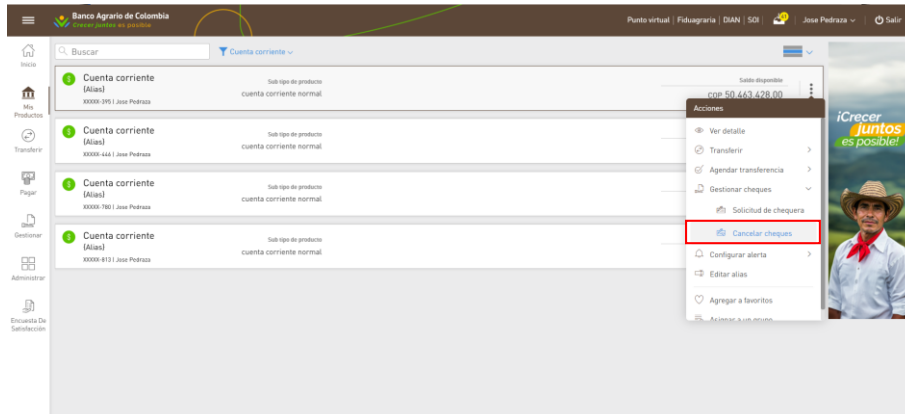 Banco Agrario de Colombia
Crecer juntos es posible
Punto virtual | Fiduagraria | DIAN | SOI |
Jose Pedraza
Salir
Inicio
Mis
Productos
Transferir
Pagar
Gestionar
Administrar
Encuesta De
Satisfacción
Buscar
Cuenta corriente
Cuenta corriente
(Alias)
XXXXX-395 | Jose Pedraza
Sub tipo de producto
cuenta corriente normal
Saldo disponible
COP 50.463.428,00
Cuenta corriente
(Alias)
XXXXX-446 | Jose Pedraza
Sub tipo de producto
cuenta corriente normal
Cuenta corriente
(Alias)
XXXXX-780 | Jose Pedraza
Sub tipo de producto
cuenta corriente normal
Cuenta corriente
(Alias)
XXXXX-813 | Jose Pedraza
Sub tipo de producto
cuenta corriente normal
Acciones
Ver detalle
Transferir
Agendar transferencia
Gestionar cheques
Solicitud de chequera
Cancelar cheques
Configurar alerta
Editar alias
Agregar a favoritos
Asignar a un grupo
¡Crecer
juntos
es posible!